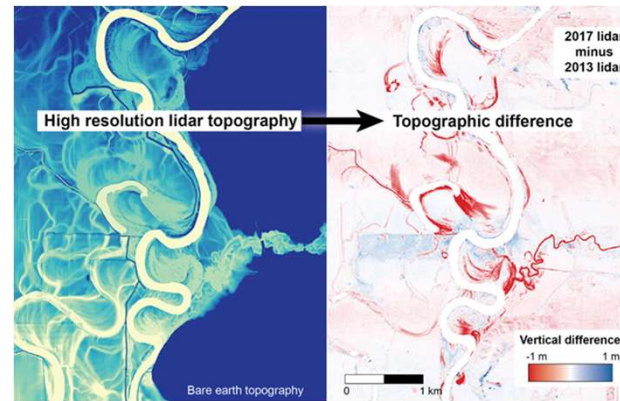 2017 lidar
minus
2013 lidar
High resolution lidar topography
Topographic difference
Vertical difference
-1 m
1 m
0
1 km
Bare earth topography